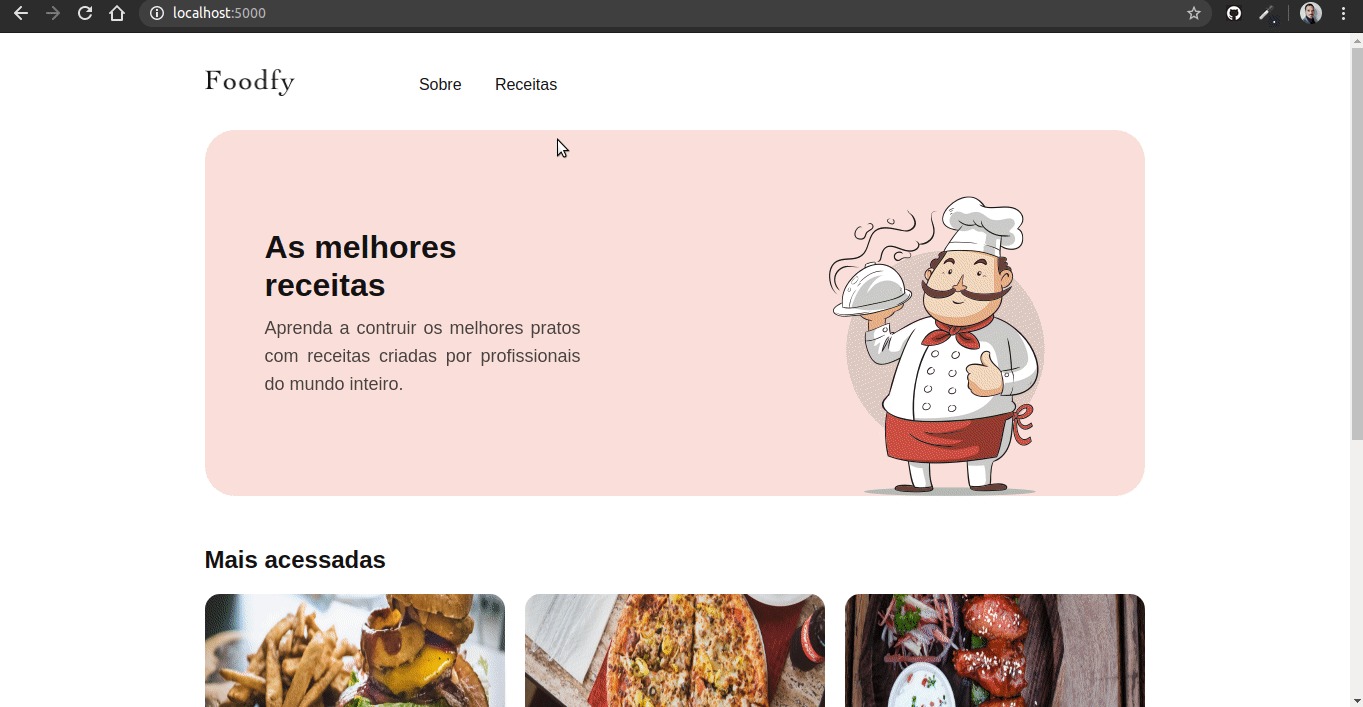 localhost:5000
Foodfy
Sobre
Receitas
As melhores
receitas
Aprenda a contruir os melhores pratos
com receitas criadas por profissionais
do mundo inteiro.
Mais acessadas